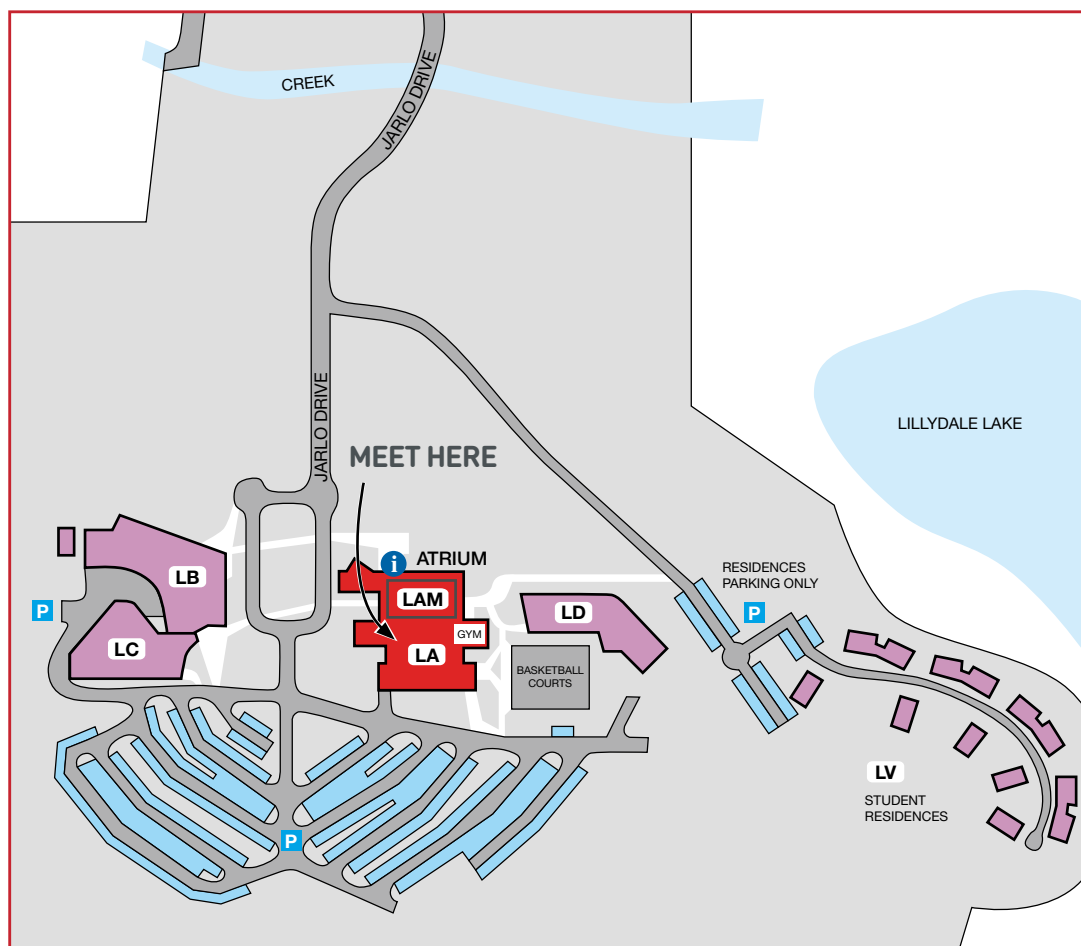 CREEK
JARLO DRIVE
LILLYDALE LAKE
JARLO DRIVE
MEET HERE
i
ATRIUM
RESIDENCES
PARKING ONLY
LB
LAM
P
P
LD
GYM
LC
LA
BASKETBALL
COURTS
LV
STUDENT
RESIDENCES
P